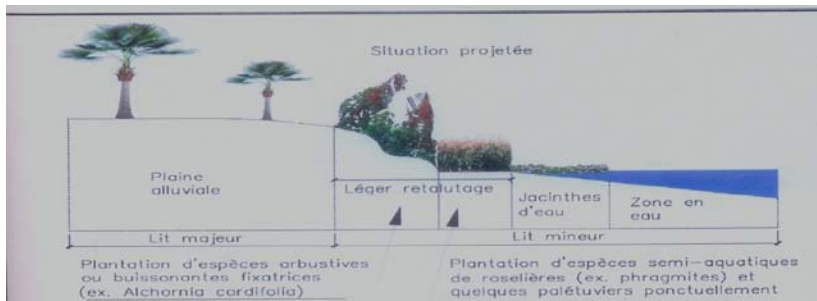 Situation projetée
Plaine
alluviale
Léger retalutage
Jacinthes
d'eau
Zone en
eau
Lit majeur
Lit mineur
Plantation d'espèces arbustives
ou buissonantes fixatrices
(ex. Alchornia cordifolia)
Plantation d'espèces semi-aquatiques
de roselières (ex. phragmites) et
quelques palétuviers ponctuellement